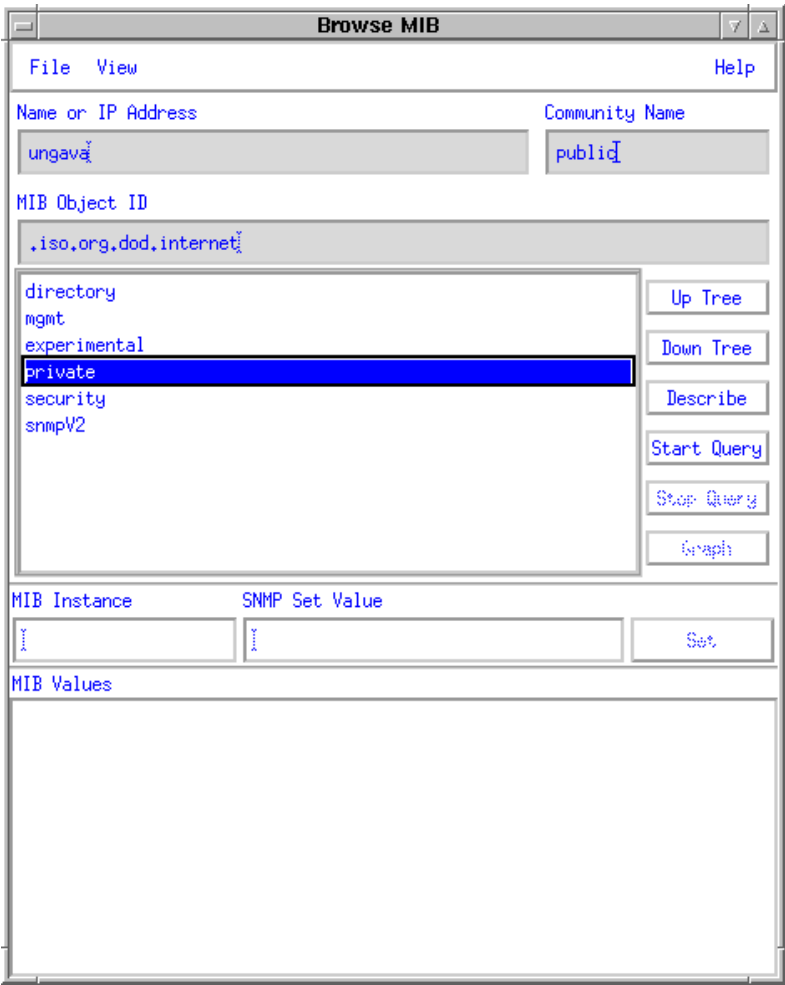 Browse MIB
File View Help
Name or IP Address Community Name
ungava public
MIB Object ID
.iso.org.dod.internet
directory
mgmt
experimental
private
security
snmpV2
Up Tree
Down Tree
Describe
Start Query
Stop Query
Graph
MIB Instance SNMP Set Value
Set
MIB Values